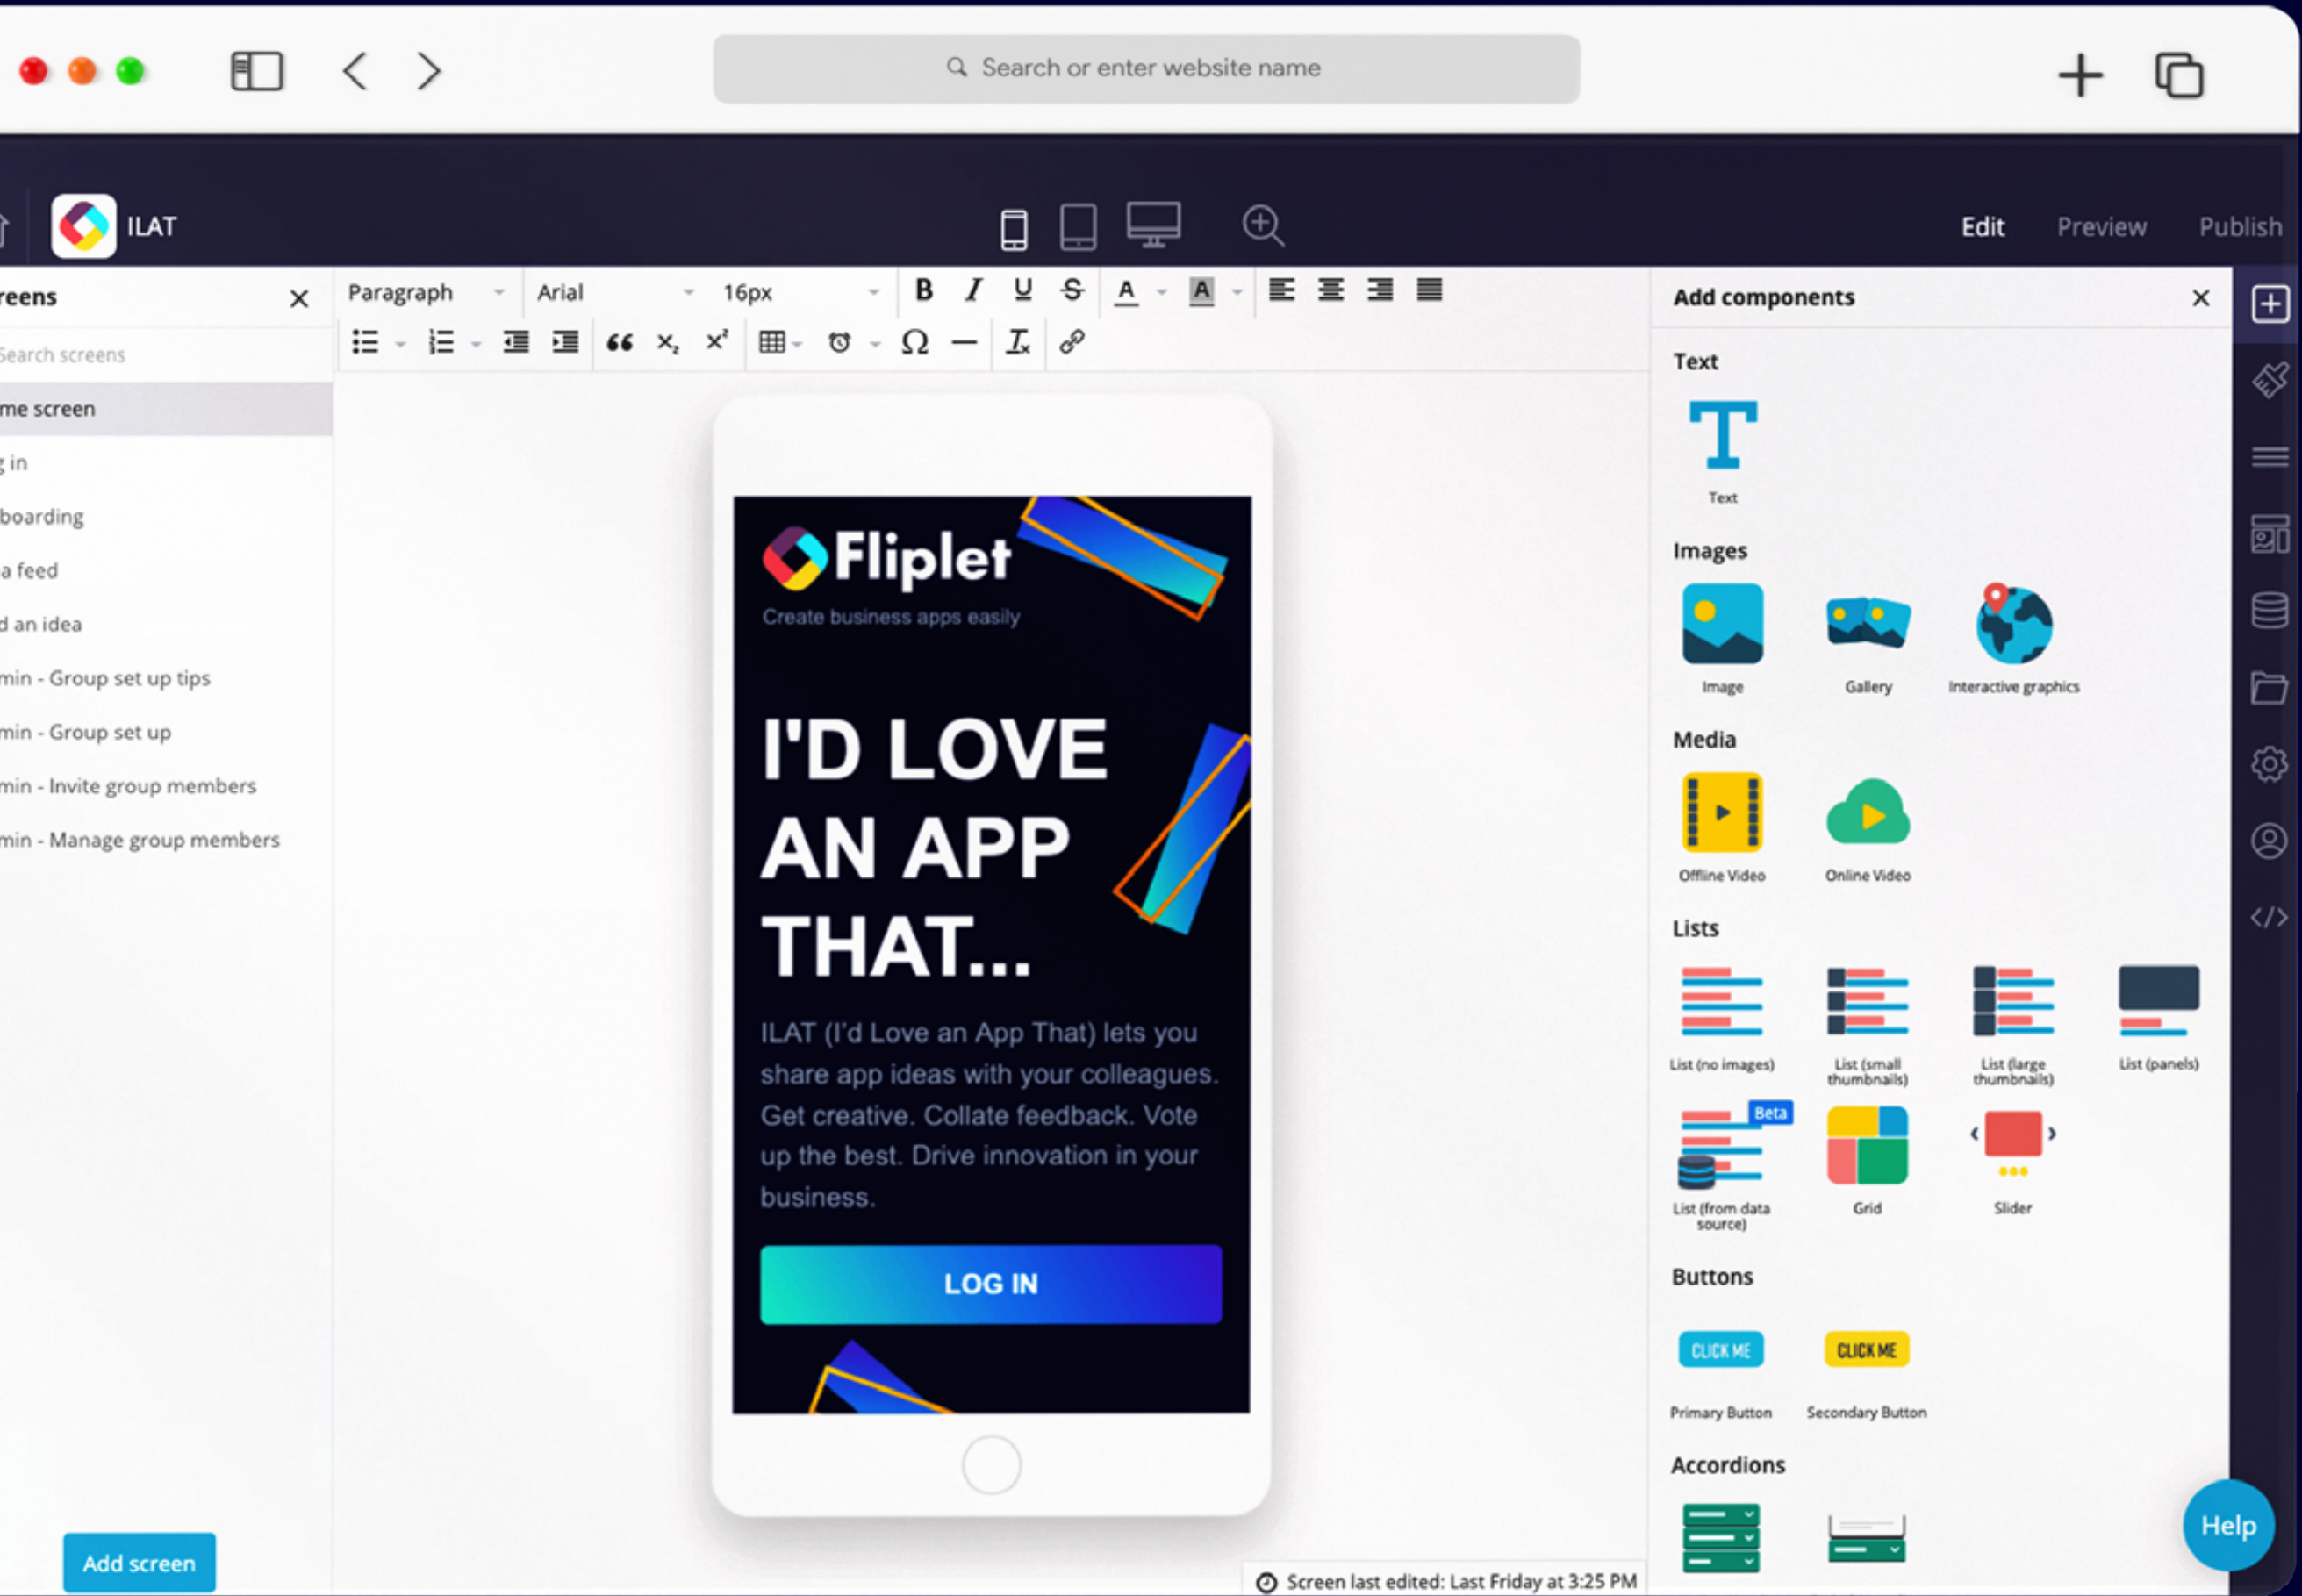 Search or enter website name
ILAT
Edit
Preview
Publish
reens
Search screens
me screen
g in
boarding
a feed
d an idea
min - Group set up tips
min - Group set up
min - Invite group members
min - Manage group members
Add screen
Paragraph
Arial
16px
Fliplet
Create business apps easily
I'D LOVE
AN APP
THAT...
ILAT (I'd Love an App That) lets you
share app ideas with your colleagues.
Get creative. Collate feedback. Vote
up the best. Drive innovation in your
business.
LOG IN
Screen last edited: Last Friday at 3:25 PM
Add components
Text
Text
Images
Image
Gallery
Interactive graphics
Media
Offline Video
Online Video
Lists
List (no images)
List (small
thumbnails)
List (large
thumbnails)
List (panels)
Beta
List (from data
source)
Grid
Slider
Buttons
CLICK ME
CLICK ME
Primary Button
Secondary Button
Accordions
Help